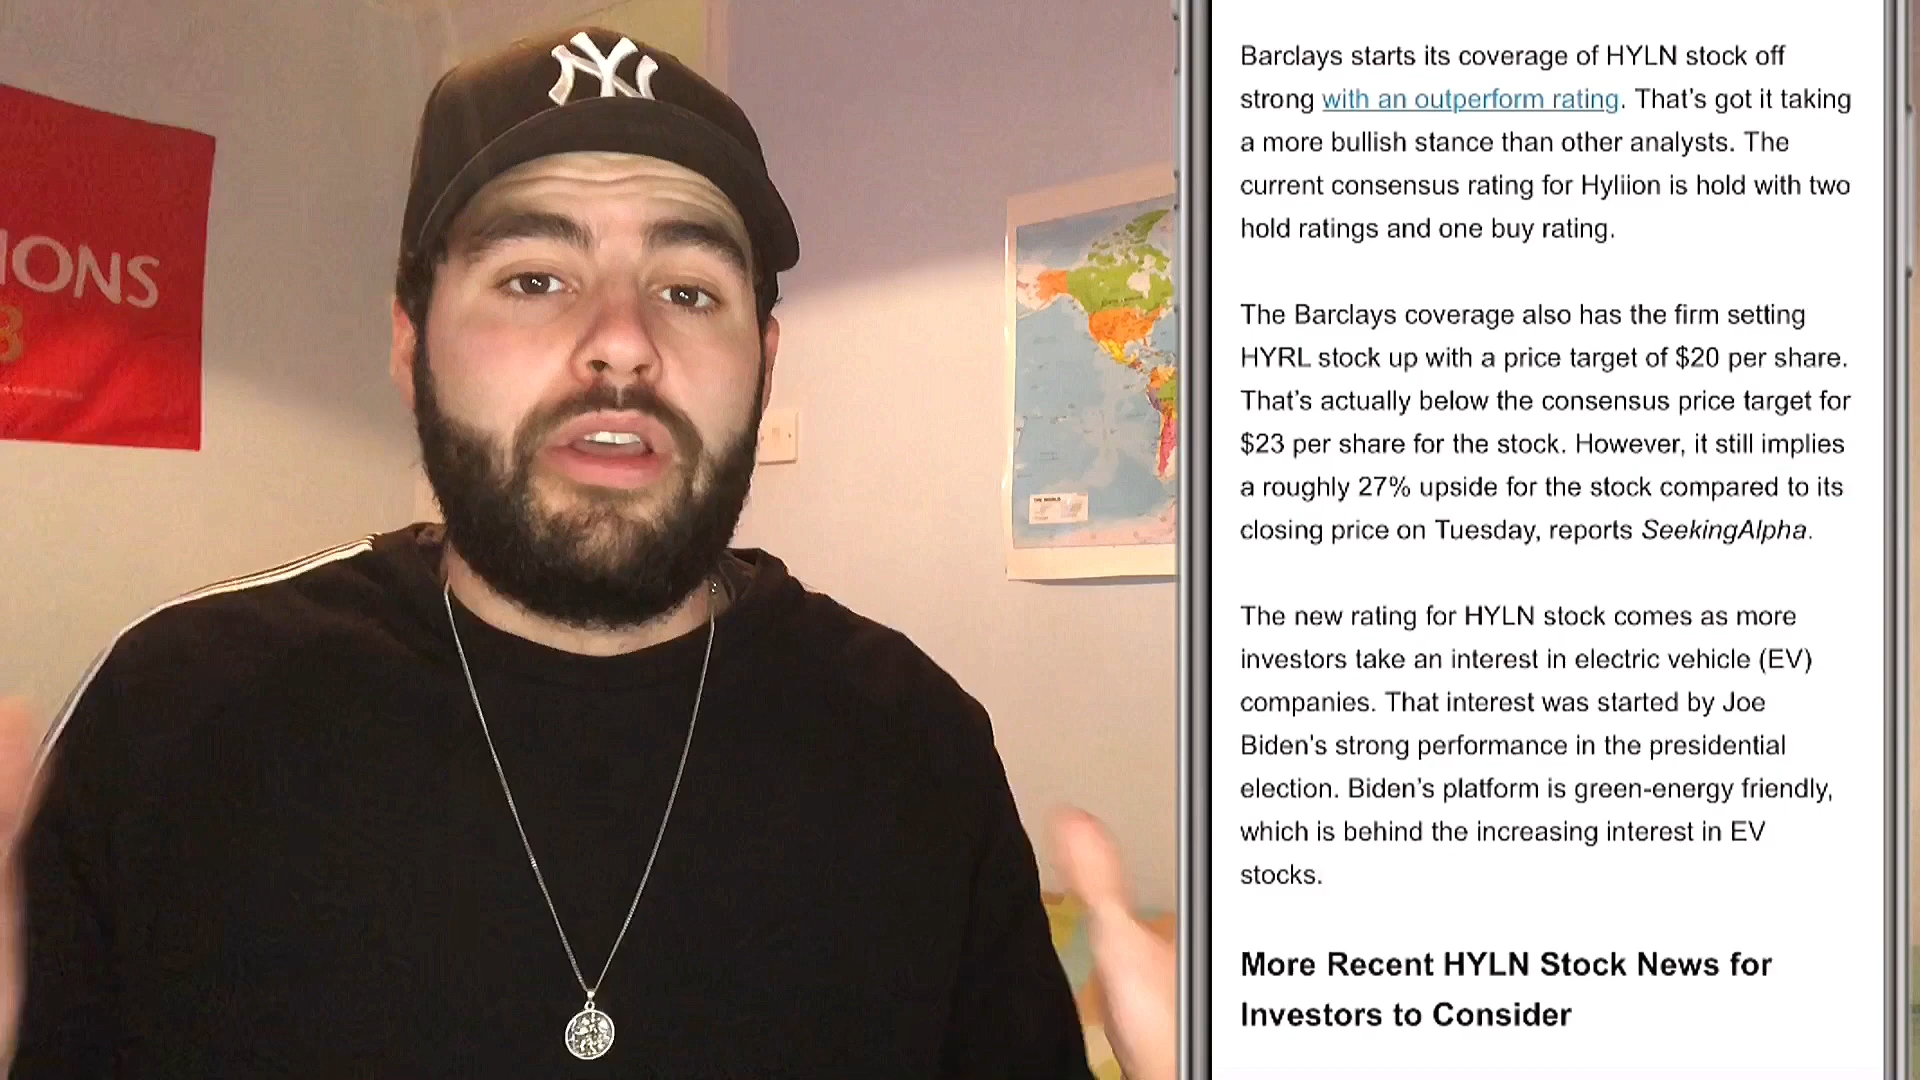 NY
IONS
8
THE WORLD
Barclays starts its coverage of HYLN stock off
strong with an outperform rating. That's got it taking
a more bullish stance than other analysts. The
current consensus rating for Hyliion is hold with two
hold ratings and one buy rating.
The Barclays coverage also has the firm setting
HYRL stock up with a price target of $20 per share.
That's actually below the consensus price target for
$23 per share for the stock. However, it still implies
a roughly 27% upside for the stock compared to its
closing price on Tuesday, reports SeekingAlpha.
The new rating for HYLN stock comes as more
investors take an interest in electric vehicle (EV)
companies. That interest was started by Joe
Biden's strong performance in the presidential
election. Biden's platform is green-energy friendly,
which is behind the increasing interest in EV
stocks.
More Recent HYLN Stock News for
Investors to Consider